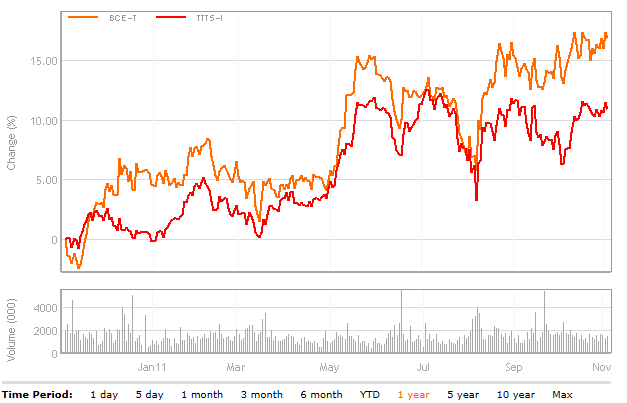 BCE-T TTTS-I
15.00
10.00
5.00
0
Change (%)
4000
2000
0
Volume (000)
Jan11 Mar May Jul Sep Nov
Time Period: 1 day 5 day 1 month 3 month 6 month YTD 1 year 5 year 10 year Max